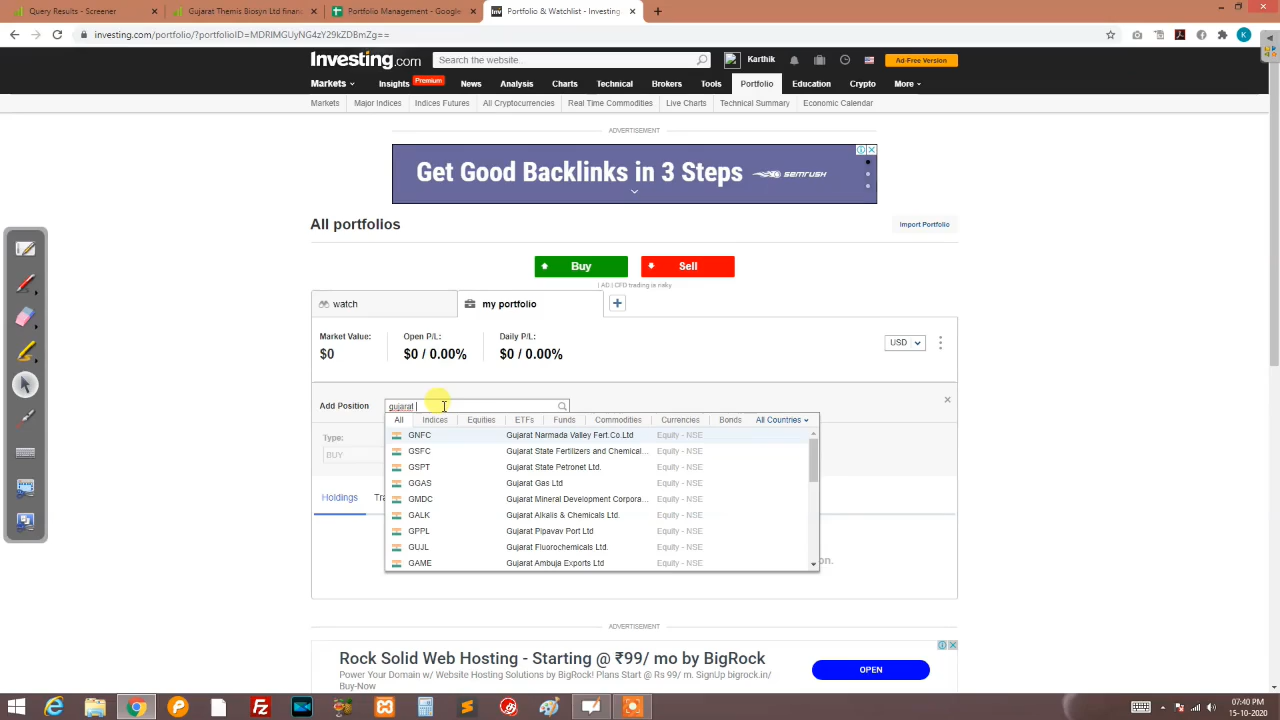 Query Results - Screener
Gujarat Themis Biosyn Ltd financ
Portfolio Management - Google S
Portfolio & Watchlist - Investing
investing.com/portfolio/?portfolioID=MDRlMGUyNG4zY29kZDBmZg==
K
Investing.com
Search the website...
Karthik
Ad-Free Version
Markets
Insights
Premium
News
Analysis
Charts
Technical
Brokers
Tools
Portfolio
Education
Crypto
More
Markets
Major Indices
Indices Futures
All Cryptocurrencies
Real Time Commodities
Live Charts
Technical Summary
Economic Calendar
ADVERTISEMENT
Get Good Backlinks in 3 Steps
semrush
All portfolios
Import Portfolio
Buy
Sell
| AD | CFD trading is risky
watch
my portfolio
Market Value:
Open P/L:
Daily P/L:
$0
$0 / 0.00%
$0 / 0.00%
USD
Add Position
gujarat
All
Indices
Equities
ETFs
Funds
Commodities
Currencies
Bonds
All Countries
Type:
BUY
GNFC Gujarat Narmada Valley Fert.Co.Ltd Equity - NSE
GSFC Gujarat State Fertilizers and Chemical... Equity - NSE
GSPT Gujarat State Petronet Ltd. Equity - NSE
GGAS Gujarat Gas Ltd Equity - NSE
GMDC Gujarat Mineral Development Corpora... Equity - NSE
GALK Gujarat Alkalis & Chemicals Ltd. Equity - NSE
GPPL Gujarat Pipavav Port Ltd Equity - NSE
GUJL Gujarat Fluorochemicals Ltd. Equity - NSE
GAME Gujarat Ambuja Exports Ltd Equity - NSE
Holdings
Tra
on.
ADVERTISEMENT
Rock Solid Web Hosting - Starting @ ₹99/ mo by BigRock
Power Your Domain w/ Website Hosting Solutions by BigRock! Plans Start @ Rs 99/ m. SignUp bigrock.in/
Buy-Now
OPEN
07:40 PM
15-10-2020